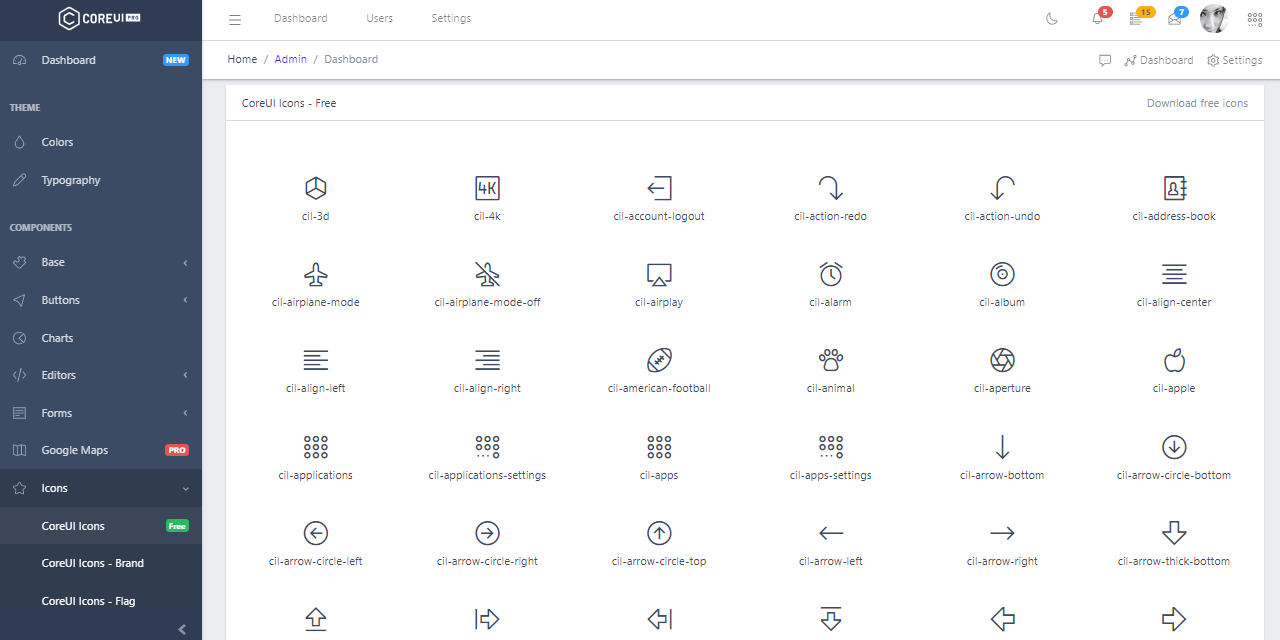 COREUI PRO
Dashboard Users Settings
5
15
7
Dashboard NEW
Home / Admin / Dashboard
Dashboard Settings
THEME
Colors
Typography
COMPONENTS
Base
Buttons
Charts
Editors
Forms
Google Maps PRO
Icons
CoreUI Icons Free
CoreUI Icons - Brand
CoreUI Icons - Flag
CoreUI Icons - Free Download free icons
4K
cil-3d cil-4k cil-account-logout cil-action-redo cil-action-undo cil-address-book
cil-airplane-mode cil-airplane-mode-off cil-airplay cil-alarm cil-album cil-align-center
cil-align-left cil-align-right cil-american-football cil-animal cil-aperture cil-apple
cil-applications cil-applications-settings cil-apps cil-apps-settings cil-arrow-bottom cil-arrow-circle-bottom
cil-arrow-circle-left cil-arrow-circle-right cil-arrow-circle-top cil-arrow-left cil-arrow-right cil-arrow-thick-bottom